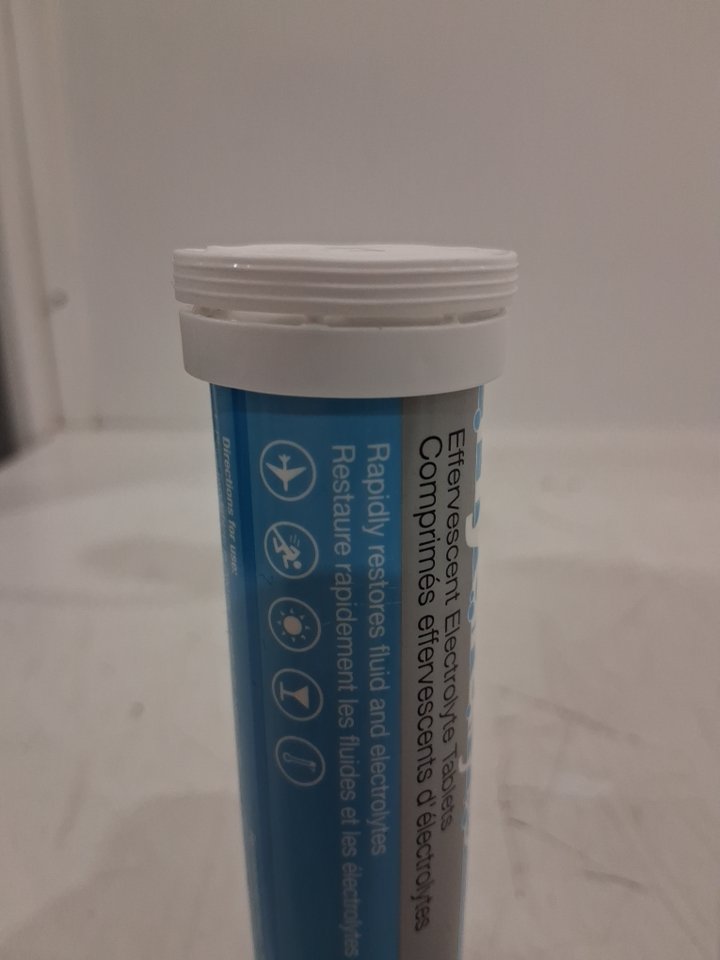 Effervescent Electrolyte Tablets
Comprimés effervescents d'électrolytes
Rapidly restores fluid and electrolytes
Restaure rapidement les fluides et les électrolytes
Directions for use: